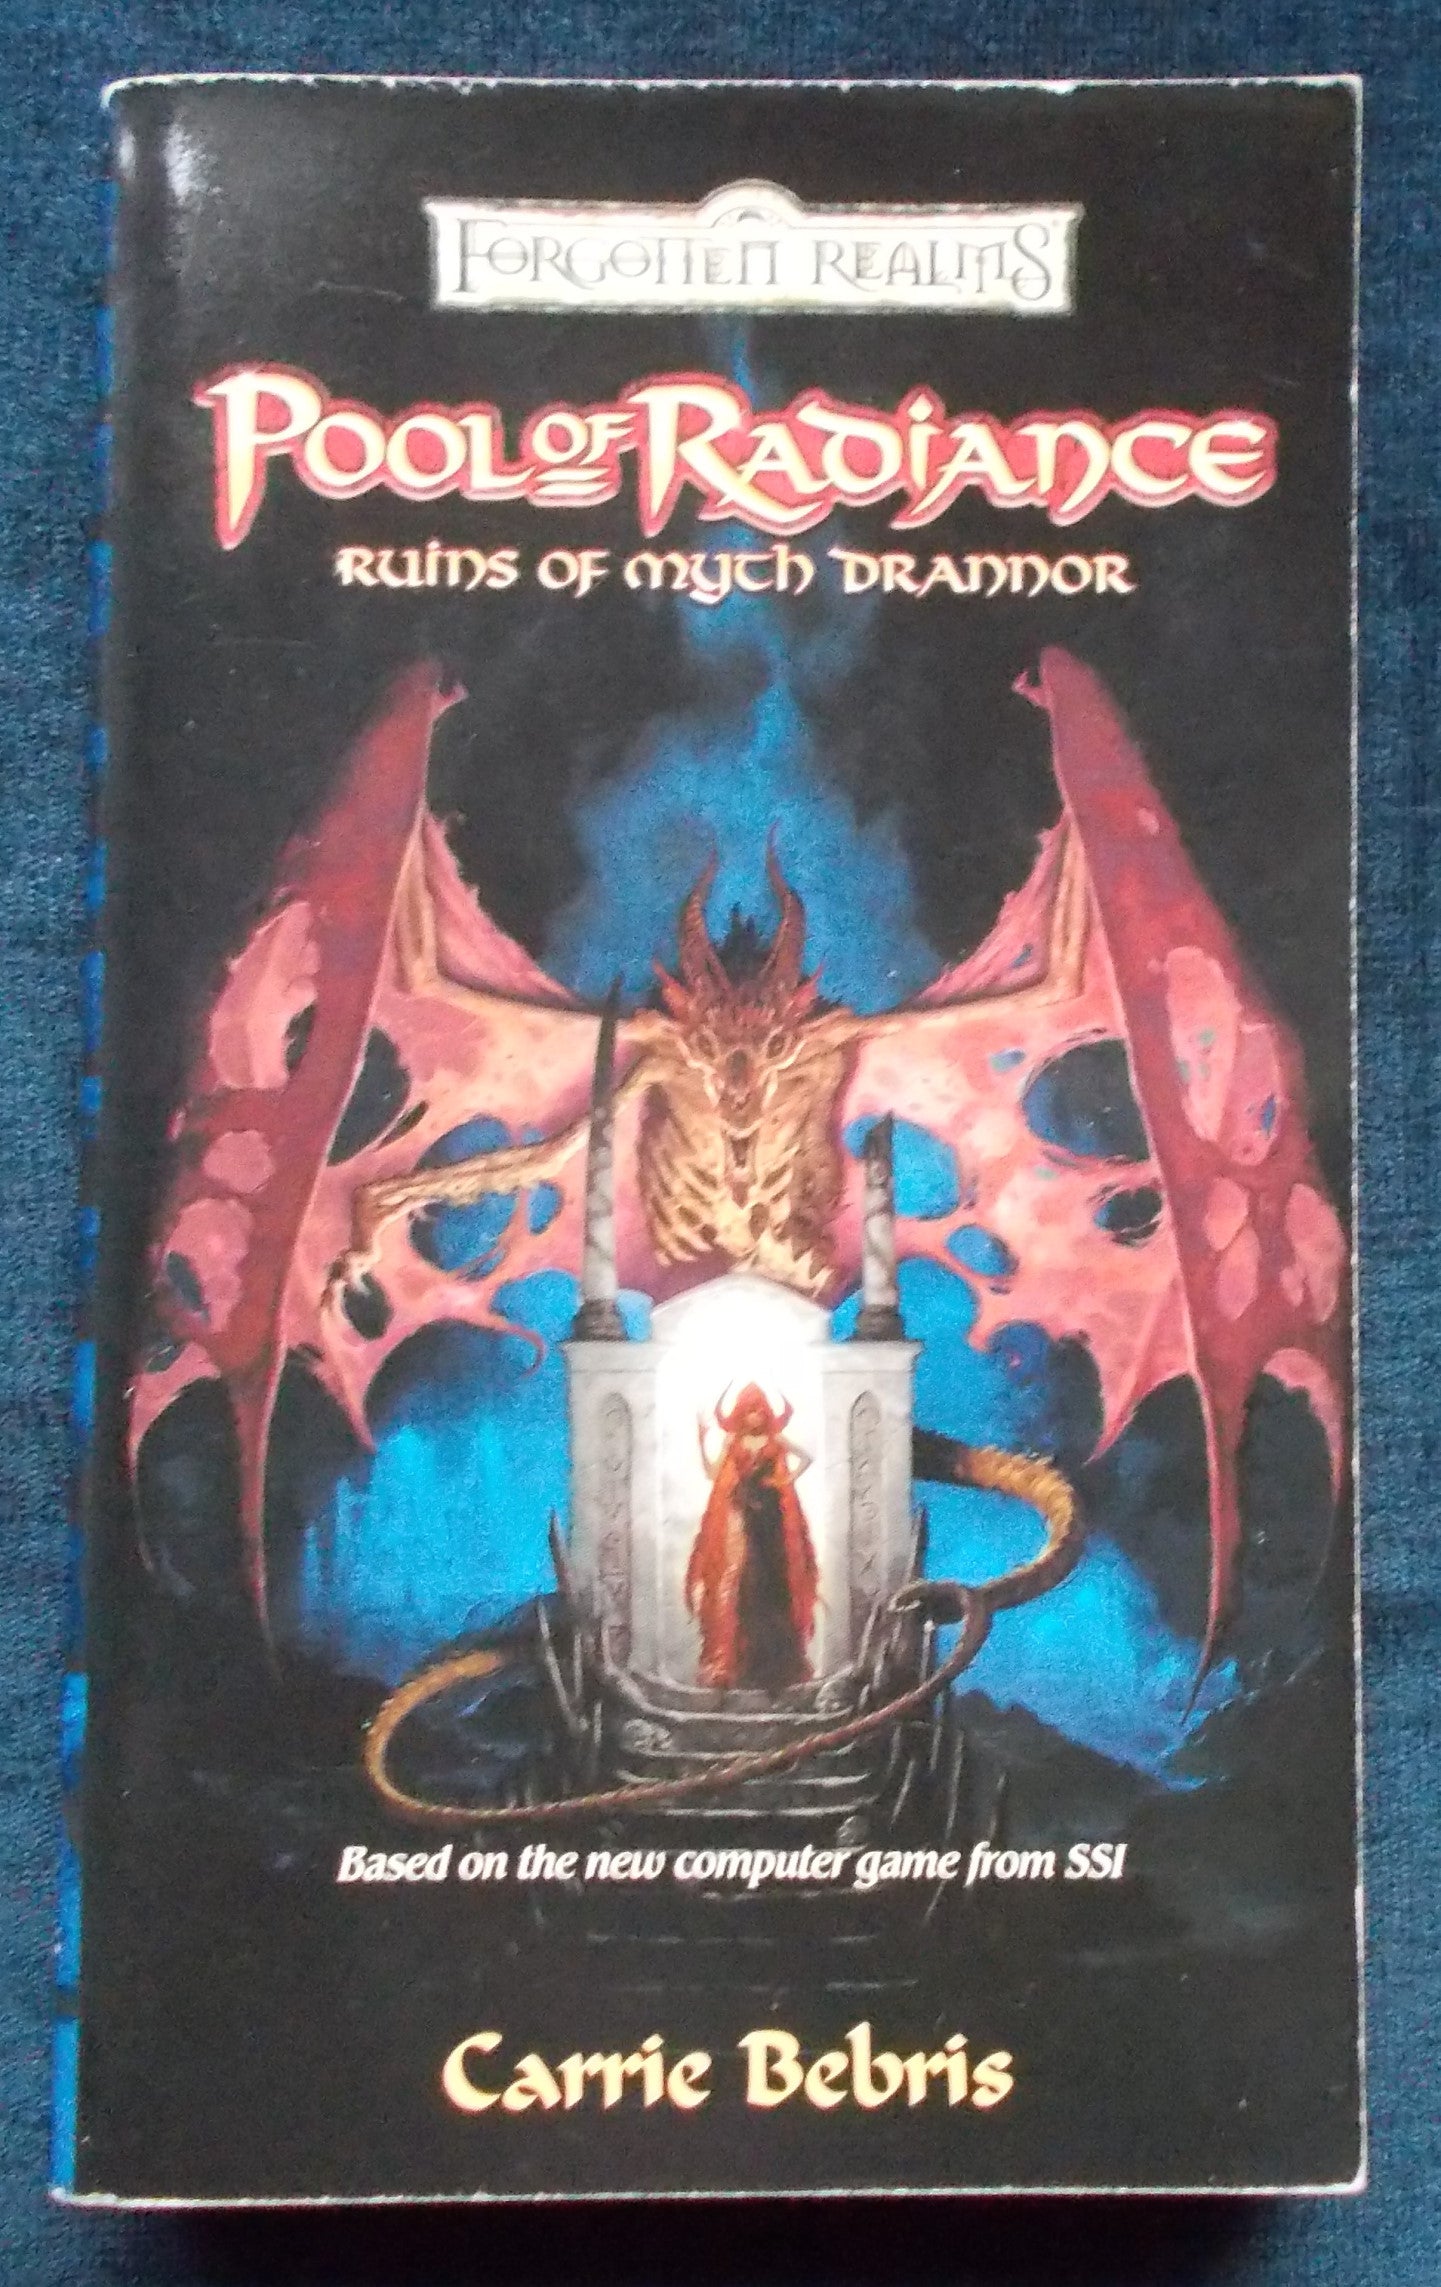 FORGOTTEN REALMS®
POOL OF RADIANCE
RUINS OF MYTH DRANNOR
Based on the new computer game from SSI
Carrie Bebris